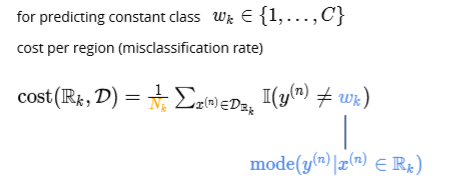 for predicting constant class w_k ∈ {1, . . . , C}
cost per region (misclassification rate)
cost(ℝ_k, 𝒟) = 1/N_k ∑_{x^{(n)}∈𝒟_{ℝ_k}} 𝕀(y^{(n)} ≠ w_k)
mode(y^{(n)}|x^{(n)} ∈ ℝ_k)